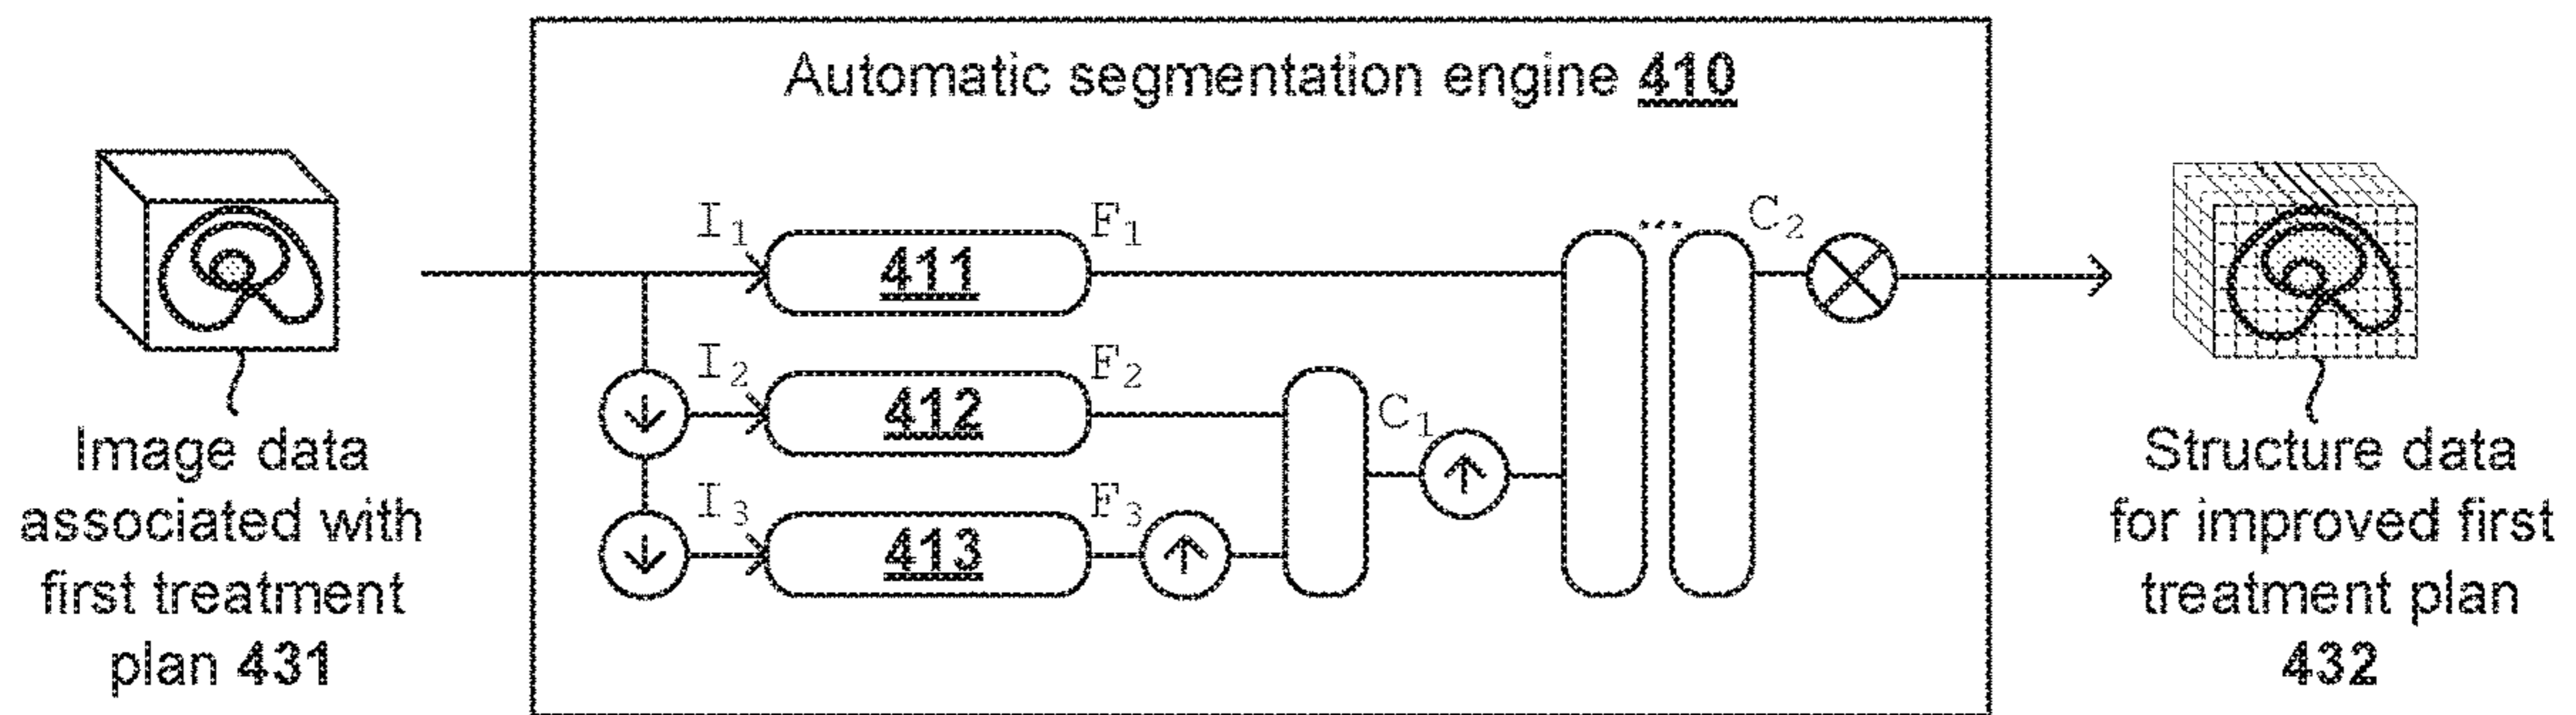 Automatic segmentation engine 410
I₁ 411 F₁
I₂ 412 F₂
I₃ 413 F₃
C₁
... C₂
Image data
associated with
first treatment
plan 431
Structure data
for improved first
treatment plan
432